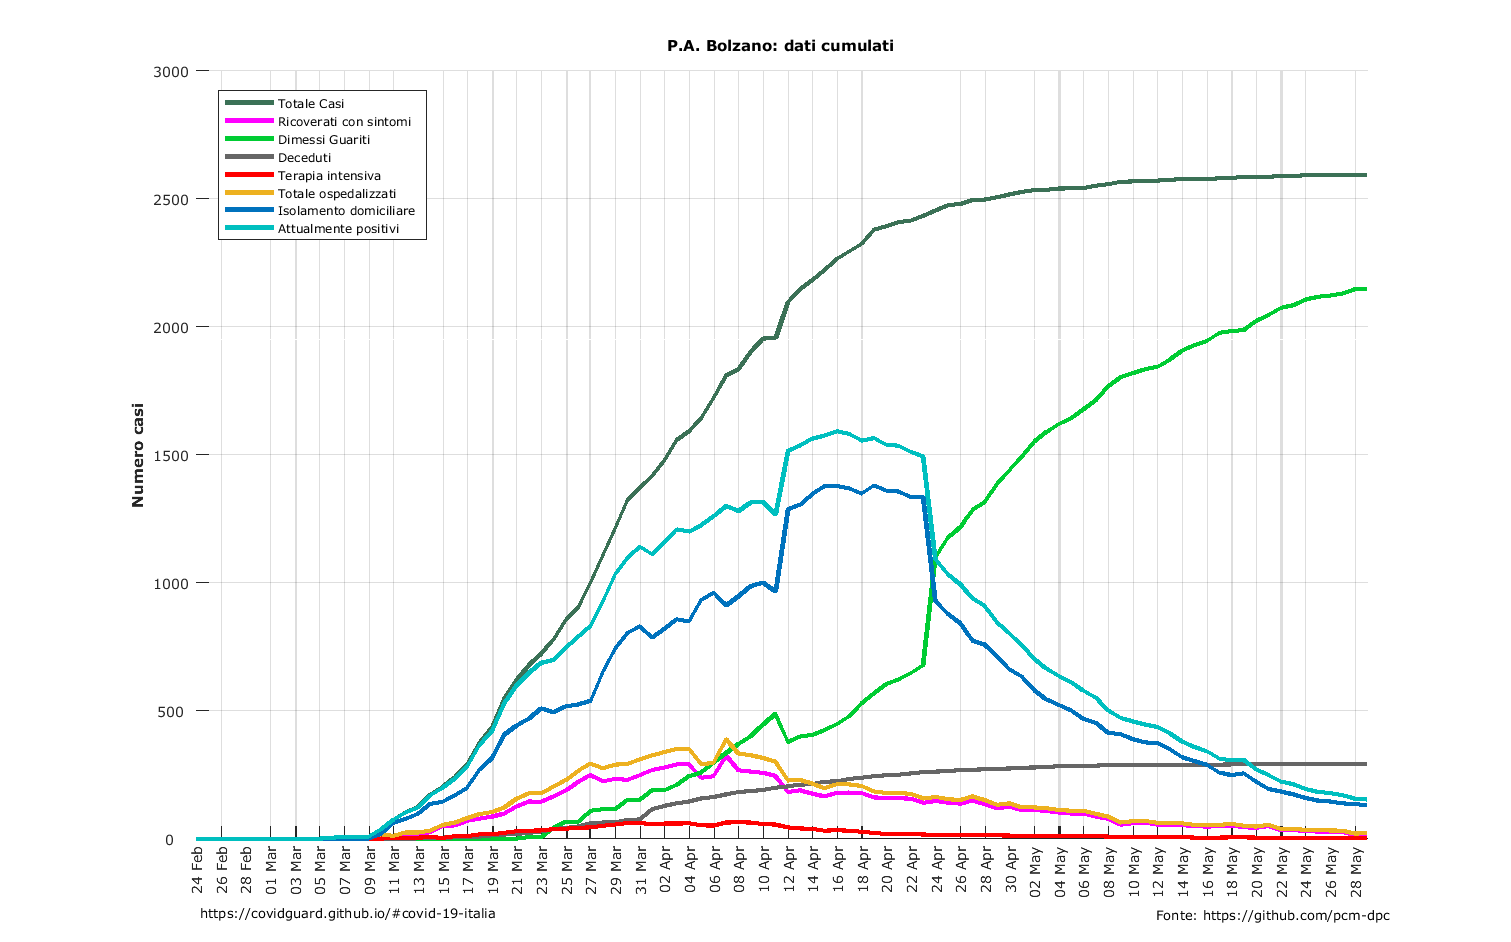 P.A. Bolzano: dati cumulati
3000
2500
2000
1500
1000
500
0
Numero casi
Totale Casi
Ricoverati con sintomi
Dimessi Guariti
Deceduti
Terapia intensiva
Totale ospedalizzati
Isolamento domiciliare
Attualmente positivi
24 Feb
26 Feb
28 Feb
01 Mar
03 Mar
05 Mar
07 Mar
09 Mar
11 Mar
13 Mar
15 Mar
17 Mar
19 Mar
21 Mar
23 Mar
25 Mar
27 Mar
29 Mar
31 Mar
02 Apr
04 Apr
06 Apr
08 Apr
10 Apr
12 Apr
14 Apr
16 Apr
18 Apr
20 Apr
22 Apr
24 Apr
26 Apr
28 Apr
30 Apr
02 May
04 May
06 May
08 May
10 May
12 May
14 May
16 May
18 May
20 May
22 May
24 May
26 May
28 May
https://covidguard.github.io/#covid-19-italia
Fonte: https://github.com/pcm-dpc